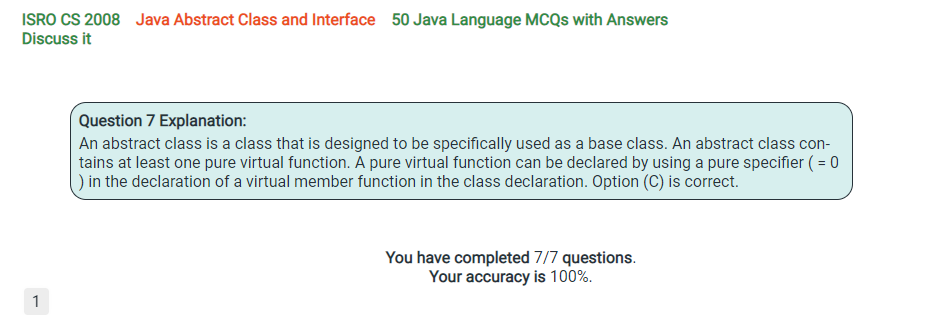 ISRO CS 2008 Java Abstract Class and Interface 50 Java Language MCQs with Answers
Discuss it
Question 7 Explanation:
An abstract class is a class that is designed to be specifically used as a base class. An abstract class con-
tains at least one pure virtual function. A pure virtual function can be declared by using a pure specifier ( = 0
) in the declaration of a virtual member function in the class declaration. Option (C) is correct.
You have completed 7/7 questions.
Your accuracy is 100%.
1